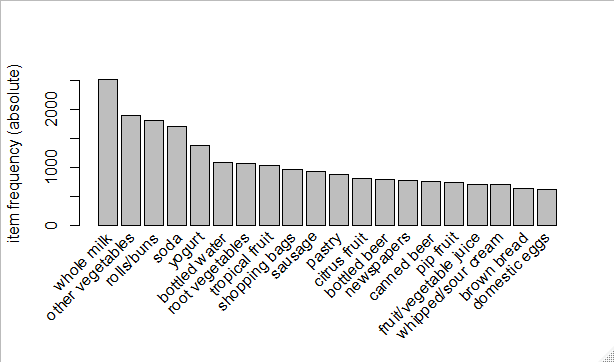 item frequency (absolute)
2000
1000
0
whole milk
other vegetables
rolls/buns
soda
yogurt
bottled water
root vegetables
tropical fruit
shopping bags
sausage
pastry
citrus fruit
bottled beer
newspapers
canned beer
pip fruit
fruit/vegetable juice
whipped/sour cream
brown bread
domestic eggs